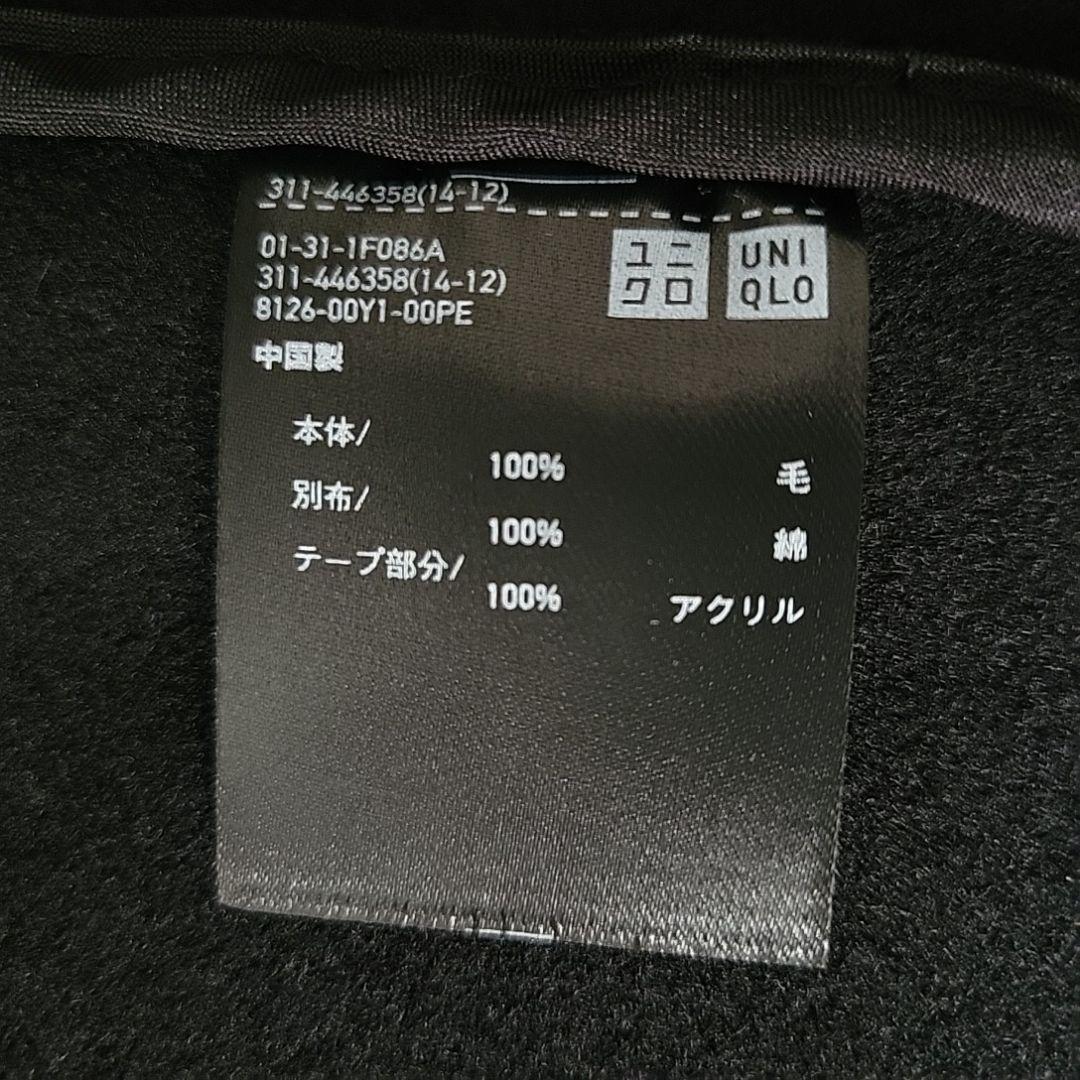 311-446358(14-12)
01-31-1F086A
311-446358(14-12)
8126-00Y1-00PE
中国製
ユニ
クロ
UNI
QLO
本体/
100% 毛
別布/
100% 綿
テープ部分/
100% アクリル